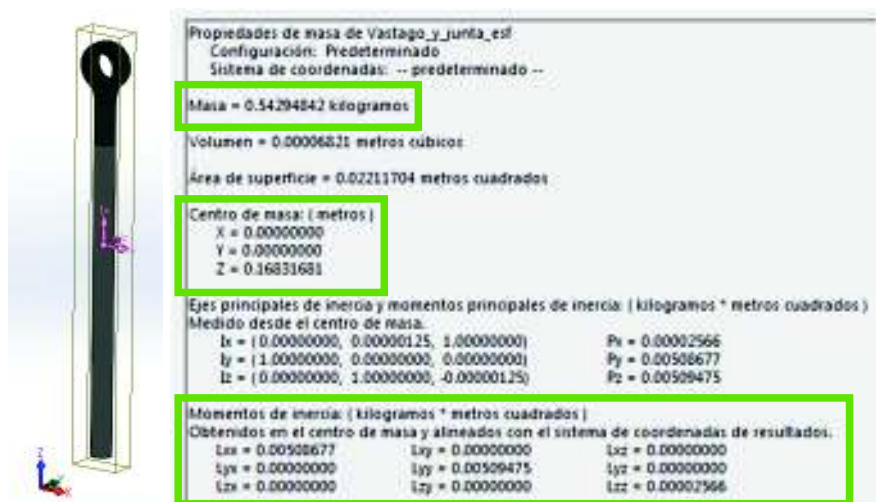 Propiedades de masa de Vastago_y_junta_esf
Configuración: Predeterminado
Sistema de coordenadas: -- predeterminado --
Masa = 0.54294842 kilogramos
Volumen = 0.00006821 metros cúbicos
Área de superficie = 0.02211704 metros cuadrados
Centro de masa: ( metros )
X = 0.00000000
Y = 0.00000000
Z = 0.16831681
Ejes principales de inercia y momentos principales de inercia: ( kilogramos * metros cuadrados )
Medido desde el centro de masa.
Ix = ( 0.00000000, 0.00000125, 1.00000000) Px = 0.00002566
Iy = ( 1.00000000, 0.00000000, 0.00000000) Py = 0.00508677
Iz = ( 0.00000000, 1.00000000, -0.00000125) Pz = 0.00509475
Momentos de inercia: ( kilogramos * metros cuadrados )
Obtenidos en el centro de masa y alineados con el sistema de coordenadas de resultados.
Lxx = 0.00508677 Lxy = 0.00000000 Lxz = 0.00000000
Lyx = 0.00000000 Lyy = 0.00509475 Lyz = 0.00000000
Lzx = 0.00000000 Lzy = 0.00000000 Lzz = 0.00002566